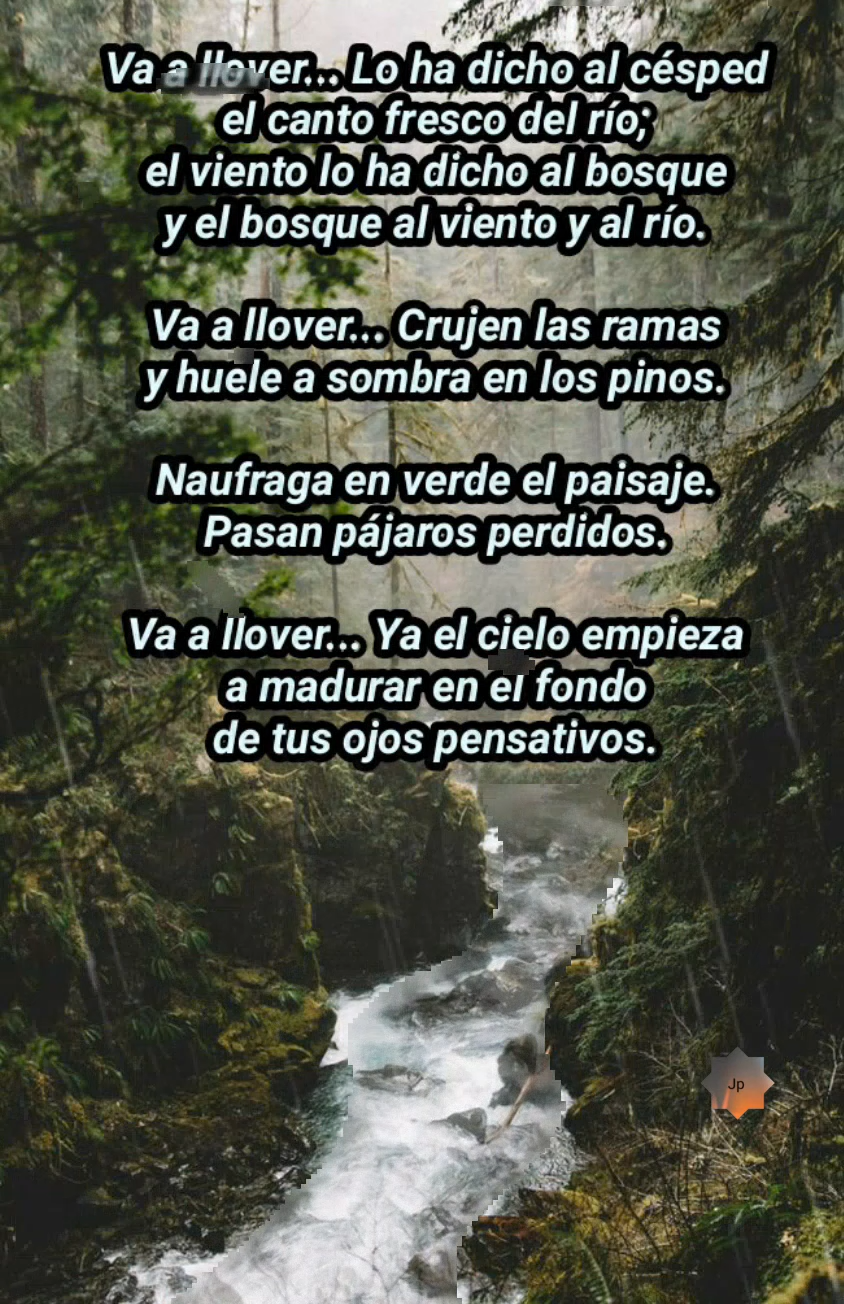 Va a llover... Lo ha dicho al césped
el canto fresco del río;
el viento lo ha dicho al bosque
y el bosque al viento y al río.
Va a llover... Crujen las ramas
y huele a sombra en los pinos.
Naufraga en verde el paisaje.
Pasan pájaros perdidos.
Va a llover... Ya el cielo empieza
a madurar en el fondo
de tus ojos pensativos.
Jp